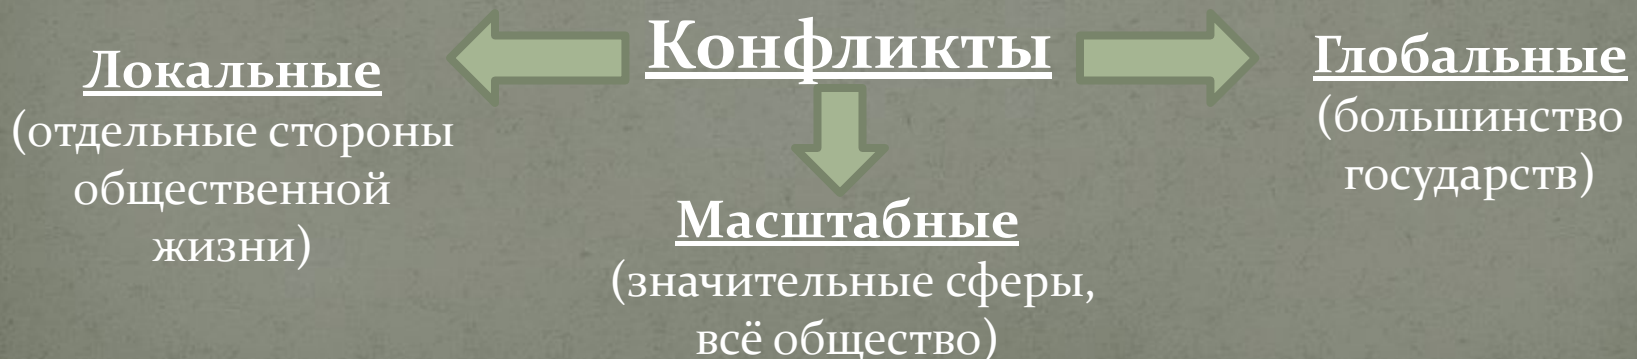 Конфликты
Локальные
(отдельные стороны
общественной
жизни)
Масштабные
(значительные сферы,
всё общество)
Глобальные
(большинство
государств)